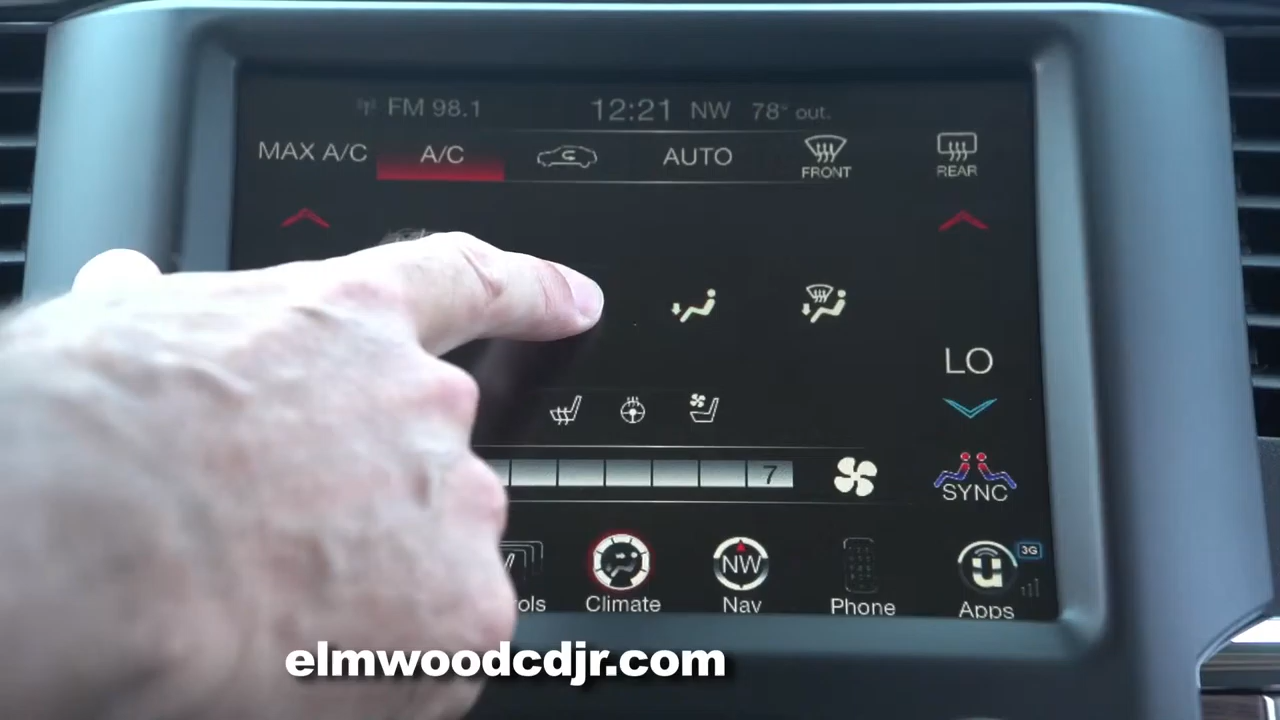 FM 98.1 12:21 NW 78° out.
MAX A/C A/C AUTO FRONT REAR
LO
7
SYNC
NW 3G
ols Climate Nav Phone Apps
elmwoodcdjr.com